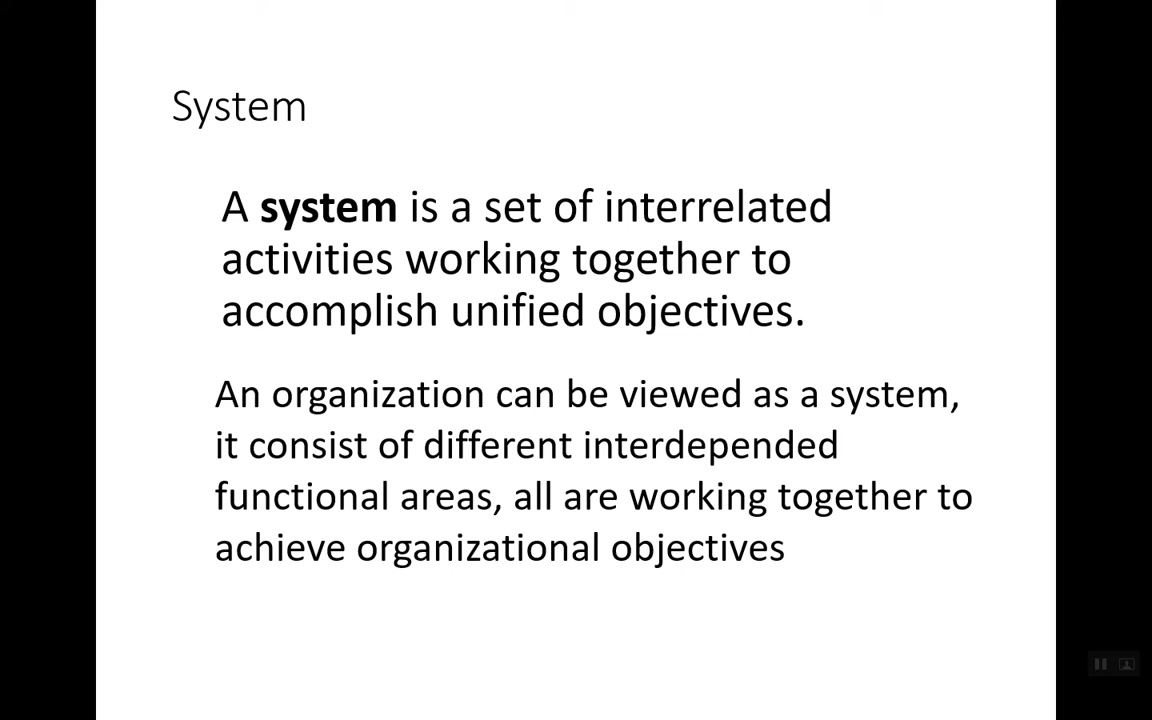 System
A system is a set of interrelated
activities working together to
accomplish unified objectives.
An organization can be viewed as a system,
it consist of different interdepended
functional areas, all are working together to
achieve organizational objectives